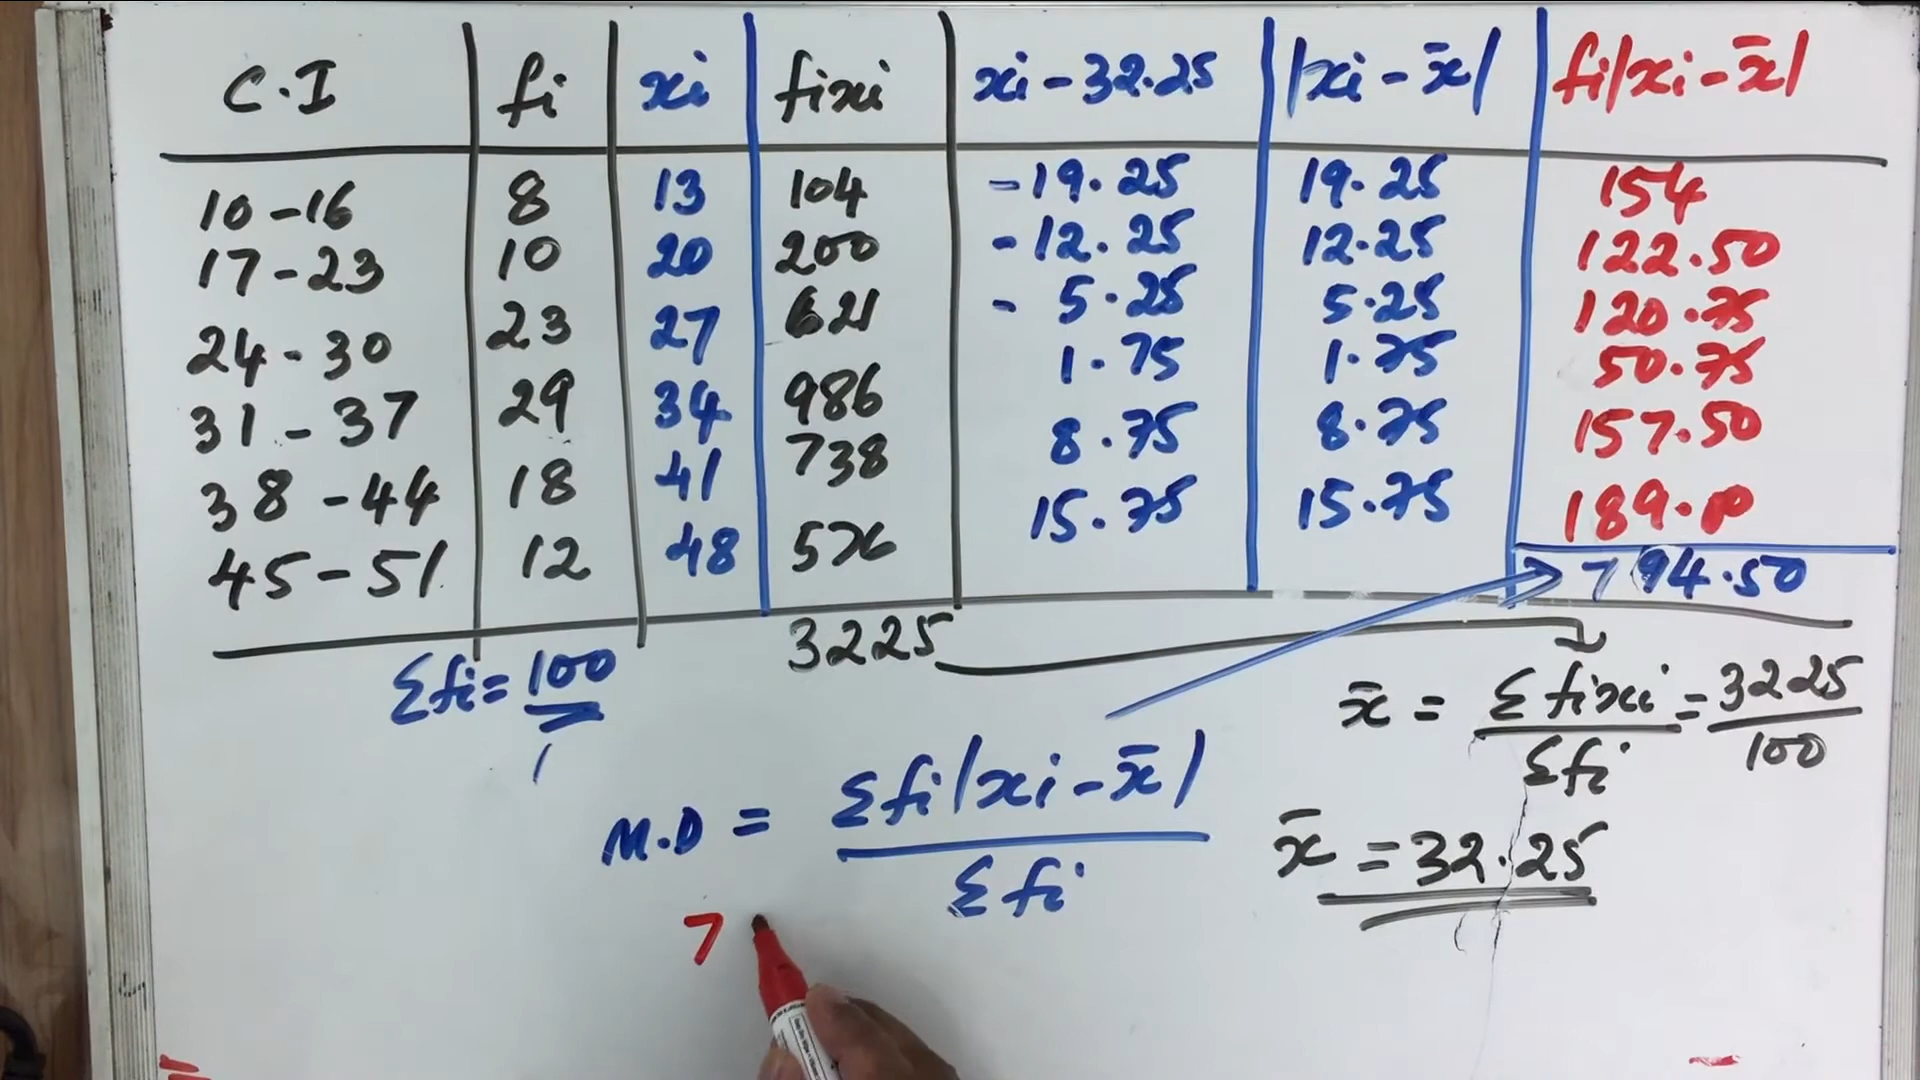 C.I fi xi fixi xi-32.25 |xi-x̄| fi|xi-x̄|
10-16 8 13 104 -19.25 19.25 154
17-23 10 20 200 -12.25 12.25 122.50
24-30 23 27 621 -5.25 5.25 120.75
31-37 29 34 986 1.75 1.75 50.75
38-44 18 41 738 8.75 8.75 157.50
45-51 12 48 576 15.75 15.75 189.00
794.50
Σfi=100 3225
x̄ = Σfixi/Σfi = 3225/100
M.D = Σfi|xi-x̄|/Σfi
x̄ = 32.25
7